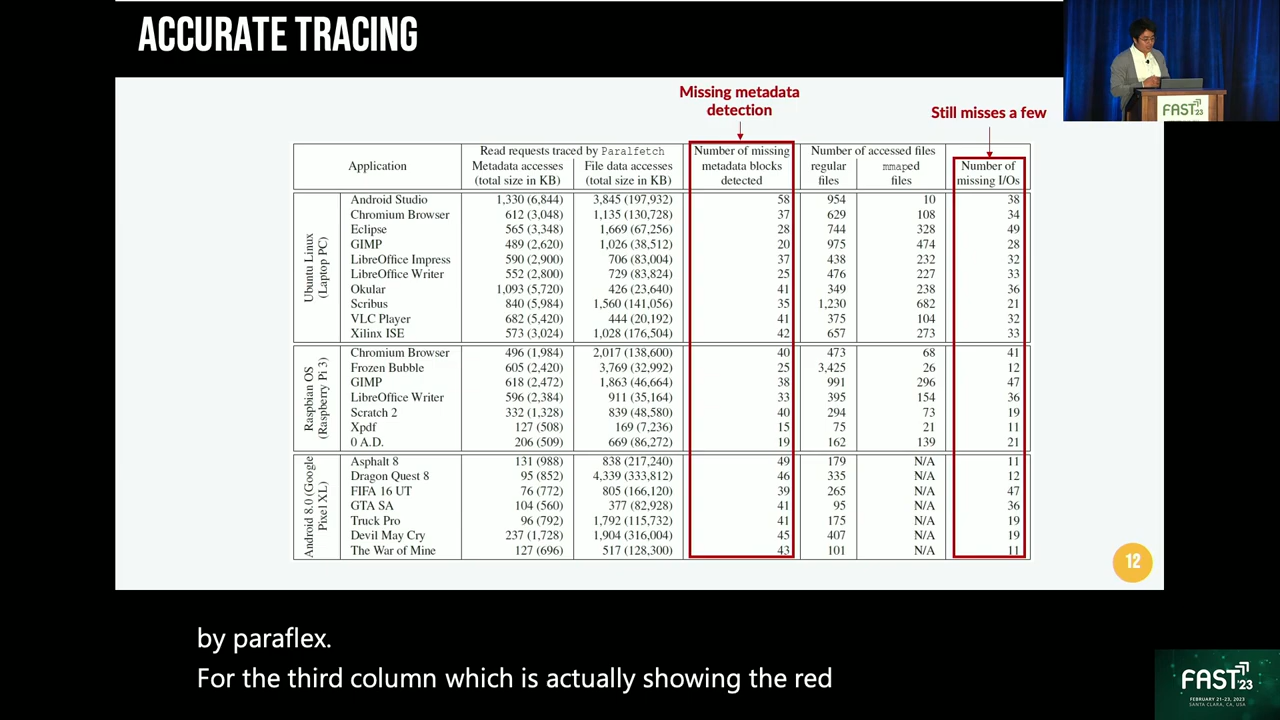 ACCURATE TRACING
Missing metadata
detection
Still misses a few
FAST'23
Application
Read requests traced by Paralfetch
Metadata accesses
(total size in KB)
File data accesses
(total size in KB)
Number of missing
metadata blocks
detected
Number of accessed files
regular
files
mmaped
files
Number of
missing I/Os
Ubuntu Linux
(Laptop PC)
Android Studio 1,330 (6,844) 3,845 (197,932) 58 954 10 38
Chromium Browser 612 (3,048) 1,135 (130,728) 37 629 108 34
Eclipse 565 (3,348) 1,669 (67,256) 28 744 328 49
GIMP 489 (2,620) 1,026 (38,512) 20 975 474 28
LibreOffice Impress 590 (2,900) 706 (83,004) 37 438 232 32
LibreOffice Writer 552 (2,800) 729 (83,824) 25 476 227 33
Okular 1,093 (5,720) 426 (23,640) 41 349 238 36
Scribus 840 (5,984) 1,560 (141,056) 35 1,230 682 21
VLC Player 682 (5,420) 444 (20,192) 41 375 104 32
Xilinx ISE 573 (3,024) 1,028 (176,504) 42 657 273 33
Raspbian OS
(Raspberry Pi 3)
Chromium Browser 496 (1,984) 2,017 (138,600) 40 473 68 41
Frozen Bubble 605 (2,420) 3,769 (32,992) 25 3,425 26 12
GIMP 618 (2,472) 1,863 (46,664) 38 991 296 47
LibreOffice Writer 596 (2,384) 911 (35,164) 33 395 154 36
Scratch 2 332 (1,328) 839 (48,580) 40 294 73 19
Xpdf 127 (508) 169 (7,236) 15 75 21 11
0 A.D. 206 (509) 669 (86,272) 19 162 139 21
Android 8.0 (Google
Pixel XL)
Asphalt 8 131 (988) 838 (217,240) 49 179 N/A 11
Dragon Quest 8 95 (852) 4,339 (333,812) 46 335 N/A 12
FIFA 16 UT 76 (772) 805 (166,120) 39 265 N/A 47
GTA SA 104 (560) 377 (82,928) 41 95 N/A 36
Truck Pro 96 (792) 1,792 (115,732) 41 175 N/A 19
Devil May Cry 237 (1,728) 1,904 (316,004) 45 407 N/A 19
The War of Mine 127 (696) 517 (128,300) 43 101 N/A 11
12
by paraflex.
For the third column which is actually showing the red
FAST'23
FEBRUARY 21-23, 2023
SANTA CLARA, CA, USA